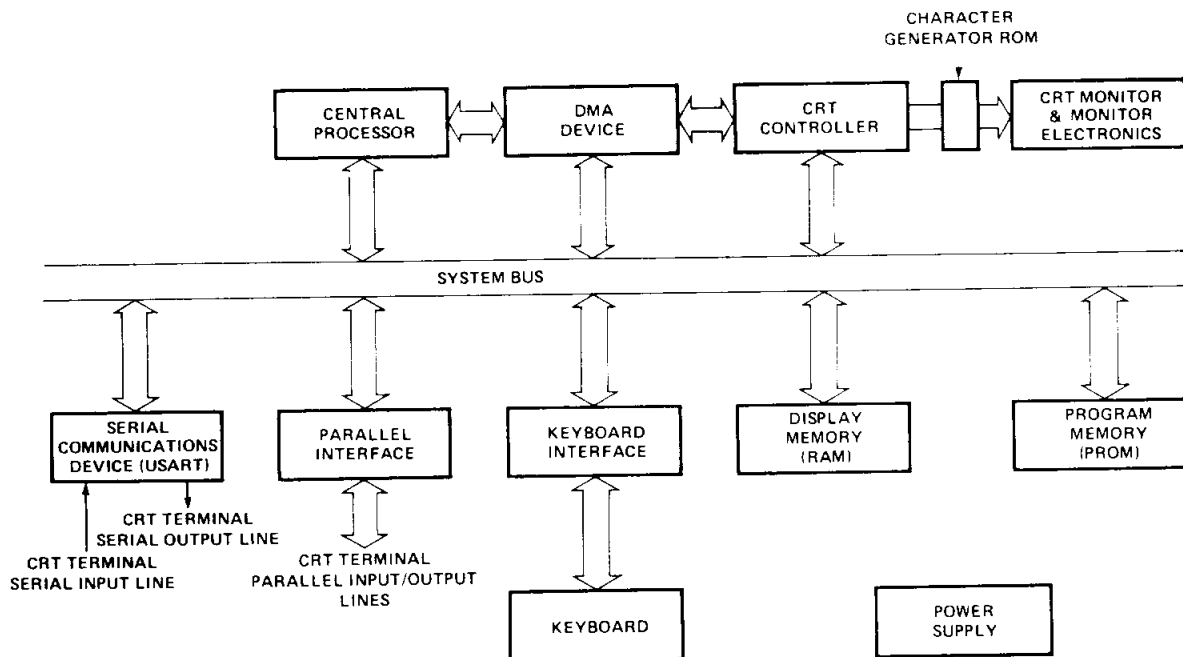 CHARACTER
GENERATOR ROM
CENTRAL
PROCESSOR
DMA
DEVICE
CRT
CONTROLLER
CRT MONITOR
& MONITOR
ELECTRONICS
SYSTEM BUS
SERIAL
COMMUNICATIONS
DEVICE (USART)
PARALLEL
INTERFACE
KEYBOARD
INTERFACE
DISPLAY
MEMORY
(RAM)
PROGRAM
MEMORY
(PROM)
CRT TERMINAL
SERIAL OUTPUT LINE
CRT TERMINAL
SERIAL INPUT LINE
CRT TERMINAL
PARALLEL INPUT/OUTPUT
LINES
KEYBOARD
POWER
SUPPLY